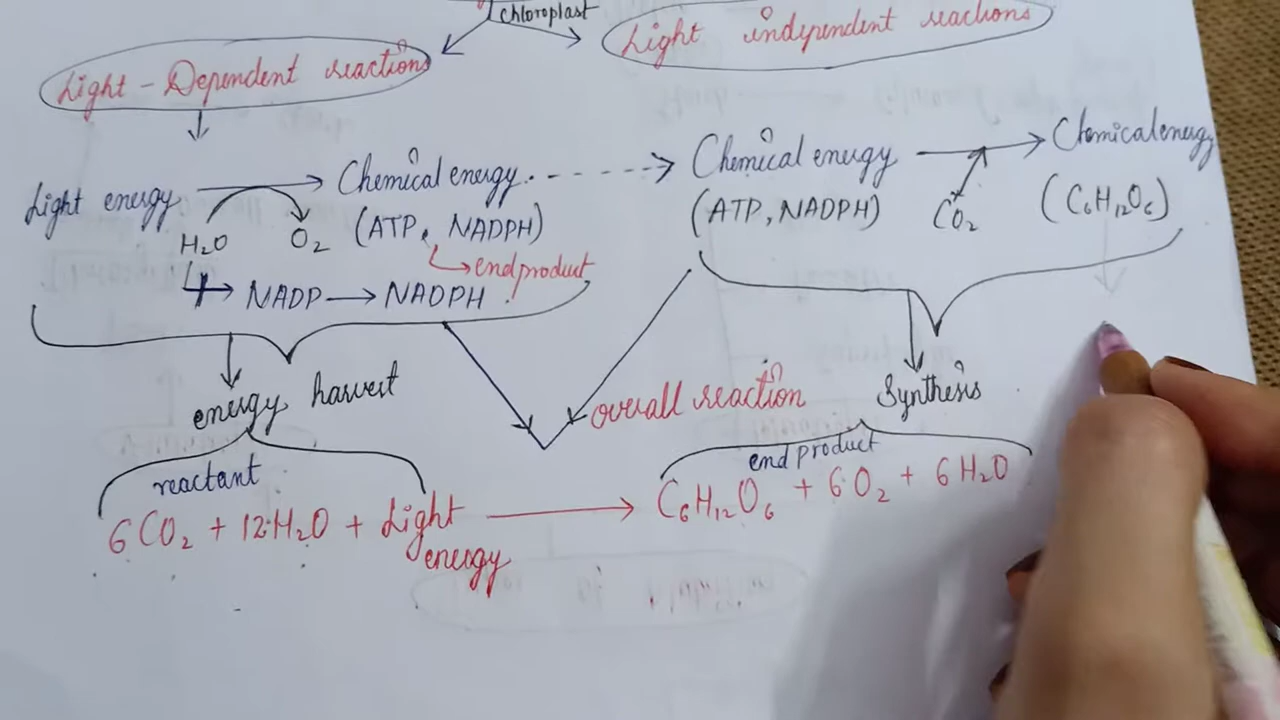 chloroplast
Light - Dependent reactions
Light independent reactions
Light energy
H₂O
O₂
Chemical energy
(ATP, NADPH)
endproduct
NADP → NADPH
Chemical energy
(ATP, NADPH)
CO₂
Chemical energy
(C₆H₁₂O₆)
energy harvest
overall reaction
Synthesis
reactant
end product
6CO₂ + 12H₂O + Light energy → C₆H₁₂O₆ + 6O₂ + 6H₂O